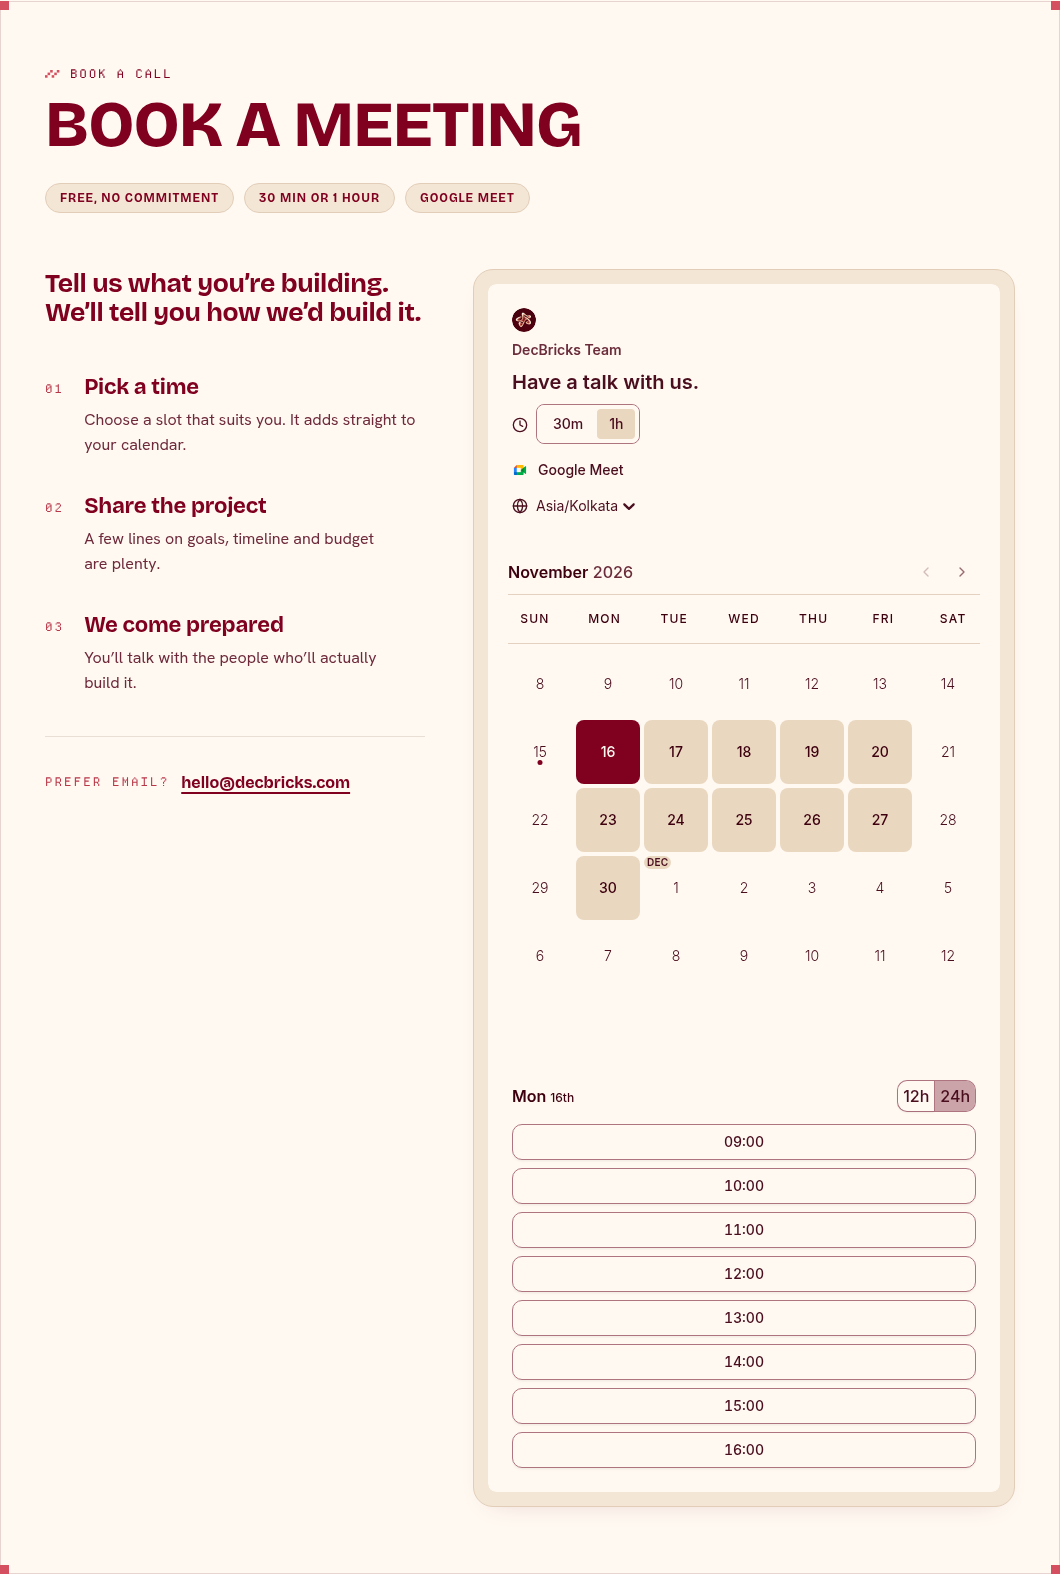 BOOK A CALL
BOOK A MEETING
FREE, NO COMMITMENT
30 MIN OR 1 HOUR
GOOGLE MEET
Tell us what you’re building.
We’ll tell you how we’d build it.
01
Pick a time
Choose a slot that suits you. It adds straight to
your calendar.
02
Share the project
A few lines on goals, timeline and budget
are plenty.
03
We come prepared
You’ll talk with the people who’ll actually
build it.
PREFER EMAIL? hello@decbricks.com
DecBricks Team
Have a talk with us.
30m 1h
Google Meet
Asia/Kolkata
November 2026
SUN MON TUE WED THU FRI SAT
8 9 10 11 12 13 14
15 16 17 18 19 20 21
22 23 24 25 26 27 28
DEC
29 30 1 2 3 4 5
6 7 8 9 10 11 12
Mon 16th
12h 24h
09:00
10:00
11:00
12:00
13:00
14:00
15:00
16:00